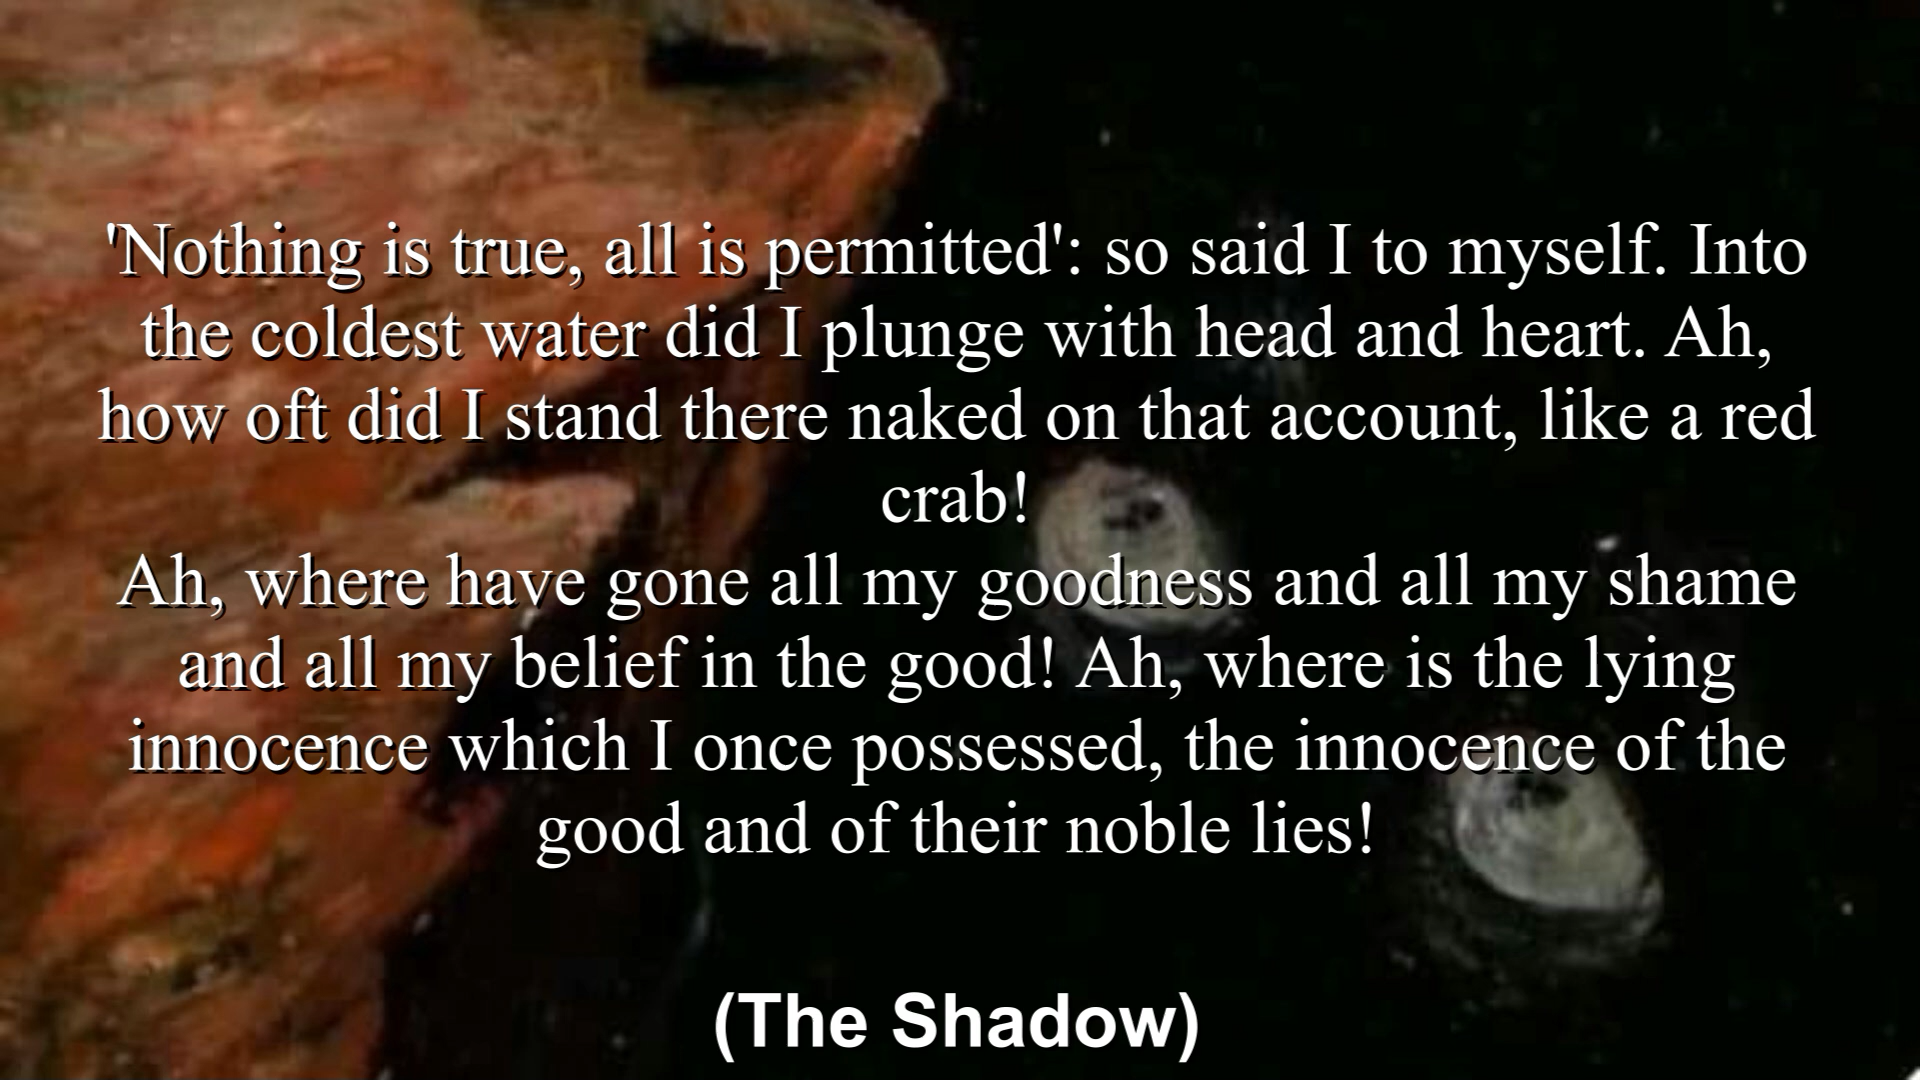 'Nothing is true, all is permitted': so said I to myself. Into
the coldest water did I plunge with head and heart. Ah,
how oft did I stand there naked on that account, like a red
crab!
Ah, where have gone all my goodness and all my shame
and all my belief in the good! Ah, where is the lying
innocence which I once possessed, the innocence of the
good and of their noble lies!
(The Shadow)